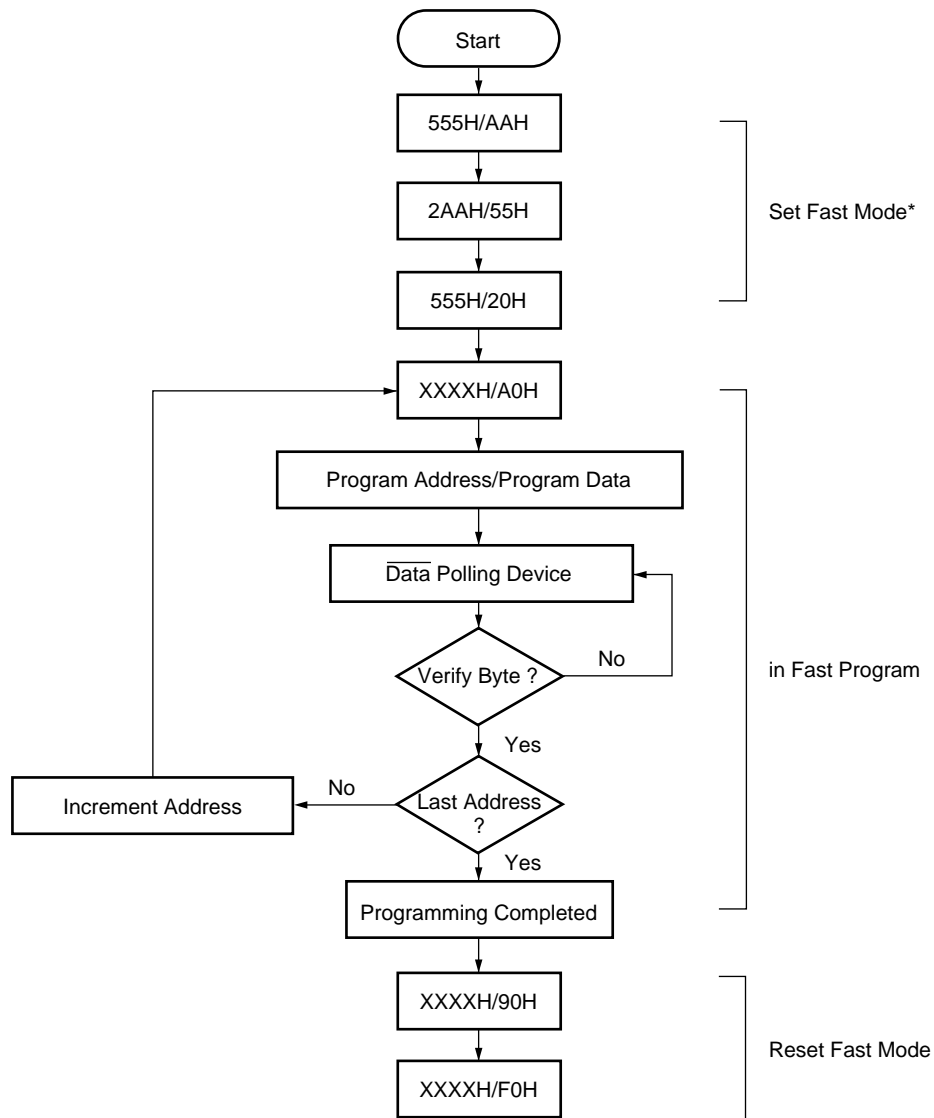 Start
555H/AAH
2AAH/55H
Set Fast Mode*
555H/20H
XXXXH/A0H
Program Address/Program Data
Data Polling Device
Verify Byte ?
No
in Fast Program
Yes
Increment Address
No
Last Address
?
Yes
Programming Completed
XXXXH/90H
Reset Fast Mode
XXXXH/F0H